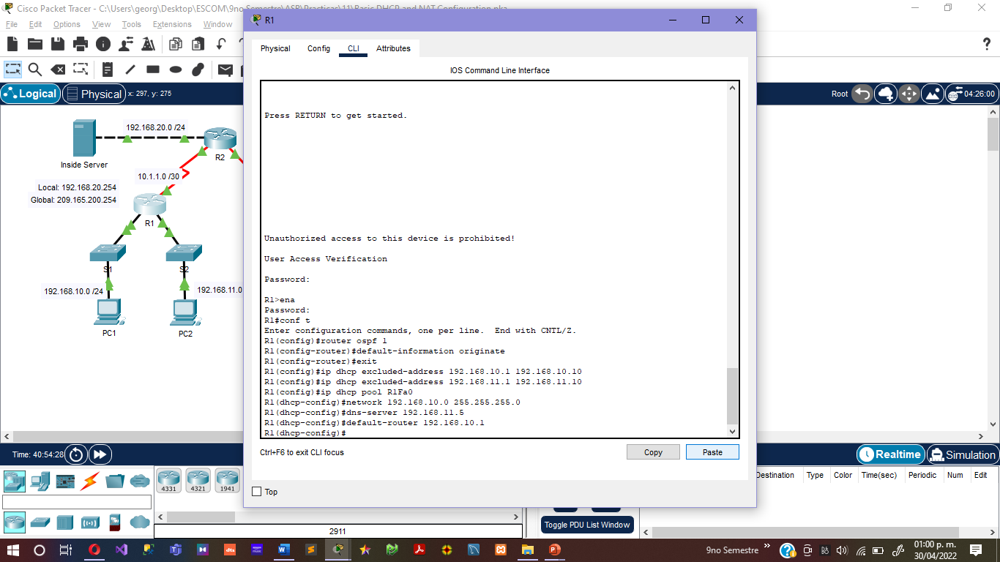 Cisco Packet Tracer - C:\Users\georg\Desktop\ESCOM\9no Semestre\ASR\Practicas\11\Basic DHCP and NAT Configuration.pka
File Edit Options View Tools Extensions Window
Logical Physical x: 297, y: 275
Root 04:26:00
192.168.20.0 /24
Inside Server
R2
10.1.1.0 /30
Local: 192.168.20.254
Global: 209.165.200.254
R1
S1 S2
192.168.10.0 /24 192.168.11.0
PC1 PC2
R1
Physical Config CLI Attributes
IOS Command Line Interface
Press RETURN to get started.
Unauthorized access to this device is prohibited!
User Access Verification
Password:
R1>ena
Password:
R1#conf t
Enter configuration commands, one per line.  End with CNTL/Z.
R1(config)#router ospf 1
R1(config-router)#default-information originate
R1(config-router)#exit
R1(config)#ip dhcp excluded-address 192.168.10.1 192.168.10.10
R1(config)#ip dhcp excluded-address 192.168.11.1 192.168.11.10
R1(config)#ip dhcp pool R1Fa0
R1(dhcp-config)#network 192.168.10.0 255.255.255.0
R1(dhcp-config)#dns-server 192.168.11.5
R1(dhcp-config)#default-router 192.168.10.1
R1(dhcp-config)#
Ctrl+F6 to exit CLI focus
Copy Paste
Top
Time: 40:54:28
Realtime Simulation
4331 4321 1941
2911
Destination Type Color Time(sec) Periodic Num Edit
Toggle PDU List Window
9no Semestre
01:00 p. m.
30/04/2022